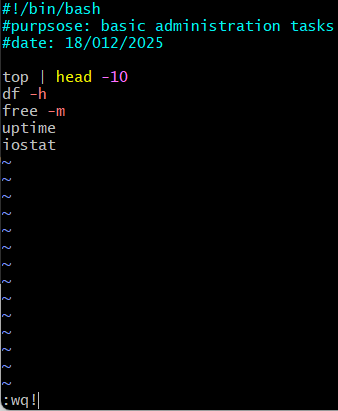 #!/bin/bash
#purpsose: basic administration tasks
#date: 18/012/2025

top | head -10
df -h
free -m
uptime
iostat
~
~
~
~
~
~
~
~
~
~
~
~
~
~
:wq!